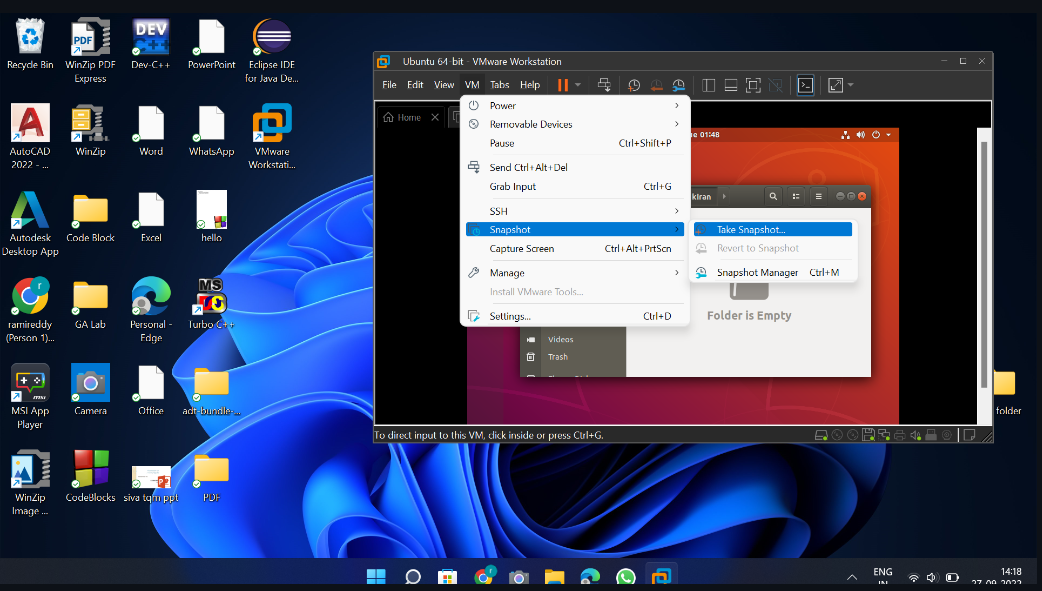 Recycle Bin
WinZip PDF
Express
Dev-C++
PowerPoint
Eclipse IDE
for Java De...
AutoCAD
2022 - ...
WinZip
Word
WhatsApp
VMware
Workstati...
Autodesk
Desktop App
Code Block
Excel
hello
ramireddy
(Person 1)...
GA Lab
Personal -
Edge
Turbo C++
MSI App
Player
Camera
Office
adt-bundle-...
WinZip
Image ...
CodeBlocks
siva tqm ppt
PDF
folder
Ubuntu 64-bit - VMware Workstation
File Edit View VM Tabs Help
Home
Power
Removable Devices
Pause Ctrl+Shift+P
Send Ctrl+Alt+Del
Grab Input Ctrl+G
SSH
Snapshot
Capture Screen Ctrl+Alt+PrtScn
Manage
Install VMware Tools...
Settings... Ctrl+D
Take Snapshot...
Revert to Snapshot
Snapshot Manager Ctrl+M
01:48
kiran
Folder is Empty
Videos
Trash
To direct input to this VM, click inside or press Ctrl+G.
ENG
IN
14:18
27-09-2022